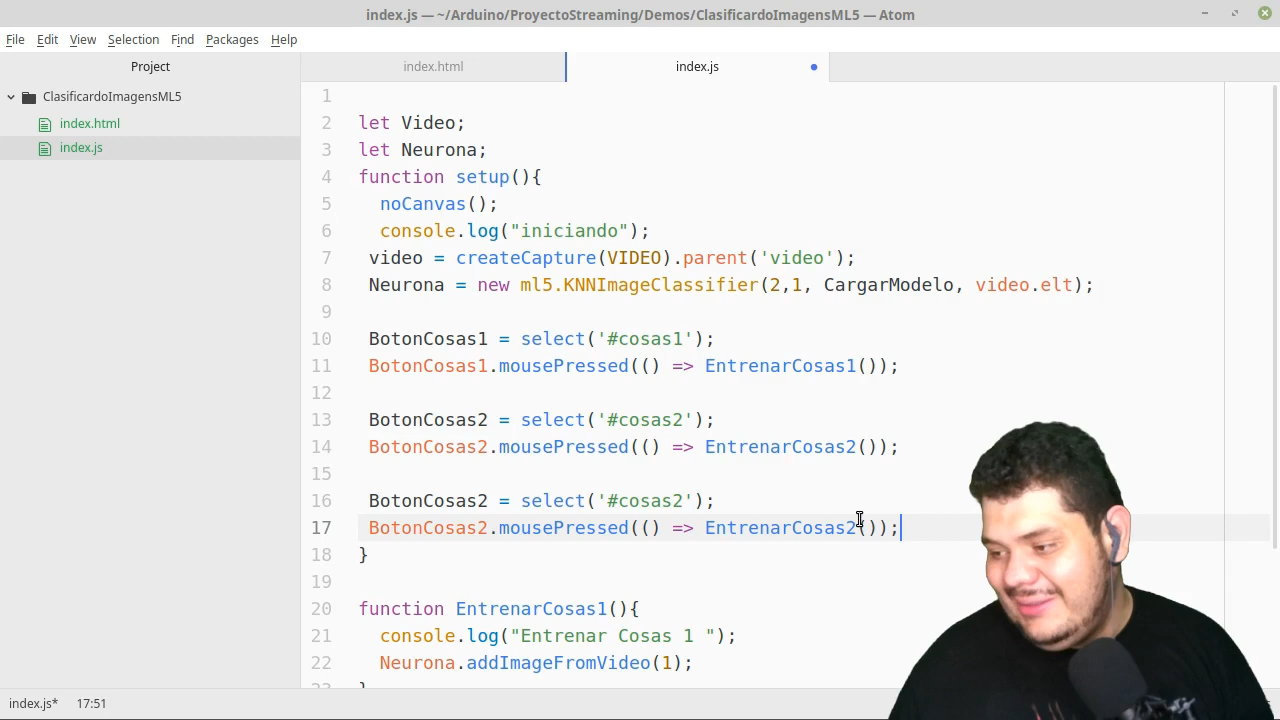 index.js — ~/Arduino/ProyectoStreaming/Demos/ClasificardoImagensML5 — Atom
File Edit View Selection Find Packages Help
Project
index.html
index.js
ClasificardoImagensML5
index.html
index.js
1
2 let Video;
3 let Neurona;
4 function setup(){
5 noCanvas();
6 console.log("iniciando");
7 video = createCapture(VIDEO).parent('video');
8 Neurona = new ml5.KNNImageClassifier(2,1, CargarModelo, video.elt);
9
10 BotonCosas1 = select('#cosas1');
11 BotonCosas1.mousePressed(() => EntrenarCosas1());
12
13 BotonCosas2 = select('#cosas2');
14 BotonCosas2.mousePressed(() => EntrenarCosas2());
15
16 BotonCosas2 = select('#cosas2');
17 BotonCosas2.mousePressed(() => EntrenarCosas2());
18 }
19
20 function EntrenarCosas1(){
21 console.log("Entrenar Cosas 1 ");
22 Neurona.addImageFromVideo(1);
index.js* 17:51